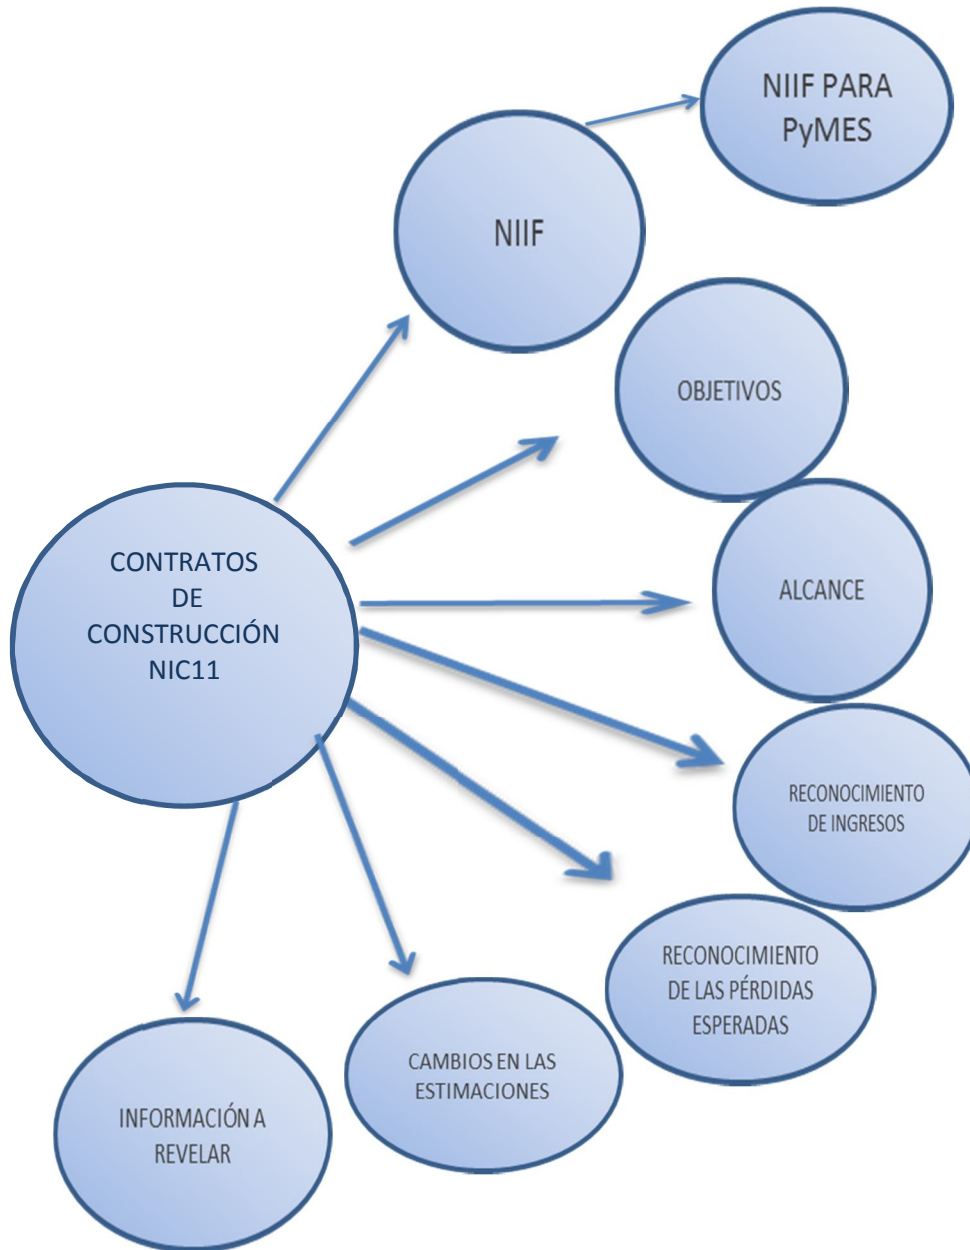 NIIF PARA
PyMES
NIIF
OBJETIVOS
CONTRATOS
DE
CONSTRUCCIÓN
NIC11
ALCANCE
RECONOCIMIENTO
DE INGRESOS
RECONOCIMIENTO
DE LAS PÉRDIDAS
ESPERADAS
CAMBIOS EN LAS
ESTIMACIONES
INFORMACIÓN A
REVELAR